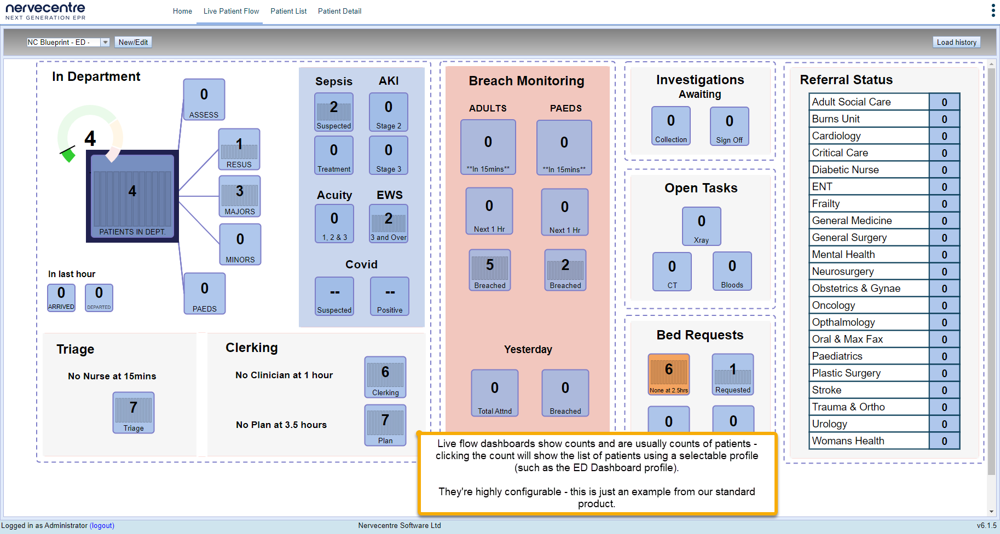 nervecentre
NEXT GENERATION EPR
Home
Live Patient Flow
Patient List
Patient Detail
NC Blueprint - ED -
New/Edit
Load history
In Department
4
4
PATIENTS IN DEPT.
0
ASSESS
1
RESUS
3
MAJORS
0
MINORS
0
PAEDS
In last hour
0
ARRIVED
0
DEPARTED
Sepsis
2
Suspected
0
Treatment
AKI
0
Stage 2
0
Stage 3
Acuity
0
1, 2 & 3
EWS
2
3 and Over
Covid
--
Suspected
--
Positive
Triage
No Nurse at 15mins
7
Triage
Clerking
No Clinician at 1 hour
6
Clerking
No Plan at 3.5 hours
7
Plan
Breach Monitoring
ADULTS
0
**In 15mins**
0
Next 1 Hr
5
Breached
PAEDS
0
**In 15mins**
0
Next 1 Hr
2
Breached
Yesterday
0
Total Attnd
0
Breached
Investigations
Awaiting
0
Collection
0
Sign Off
Open Tasks
0
Xray
0
CT
0
Bloods
Bed Requests
6
None at 2.5hrs
1
Requested
0
0
Referral Status
Adult Social Care 0
Burns Unit 0
Cardiology 0
Critical Care 0
Diabetic Nurse 0
ENT 0
Frailty 0
General Medicine 0
General Surgery 0
Mental Health 0
Neurosurgery 0
Obstetrics & Gynae 0
Oncology 0
Opthalmology 0
Oral & Max Fax 0
Paediatrics 0
Plastic Surgery 0
Stroke 0
Trauma & Ortho 0
Urology 0
Womans Health 0
Live flow dashboards show counts and are usually counts of patients -
clicking the count will show the list of patients using a selectable profile
(such as the ED Dashboard profile).
They're highly configurable - this is just an example from our standard
product.
Logged in as Administrator (logout)
Nervecentre Software Ltd
v6.1.5